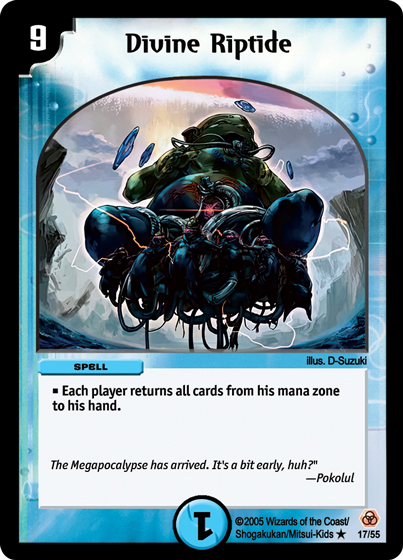 9
Divine Riptide
illus. D-Suzuki
SPELL
▪ Each player returns all cards from his mana zone
to his hand.
The Megapocalypse has arrived. It's a bit early, huh?"
—Pokolul
1
©2005 Wizards of the Coast/
Shogakukan/Mitsui-Kids ★ 17/55